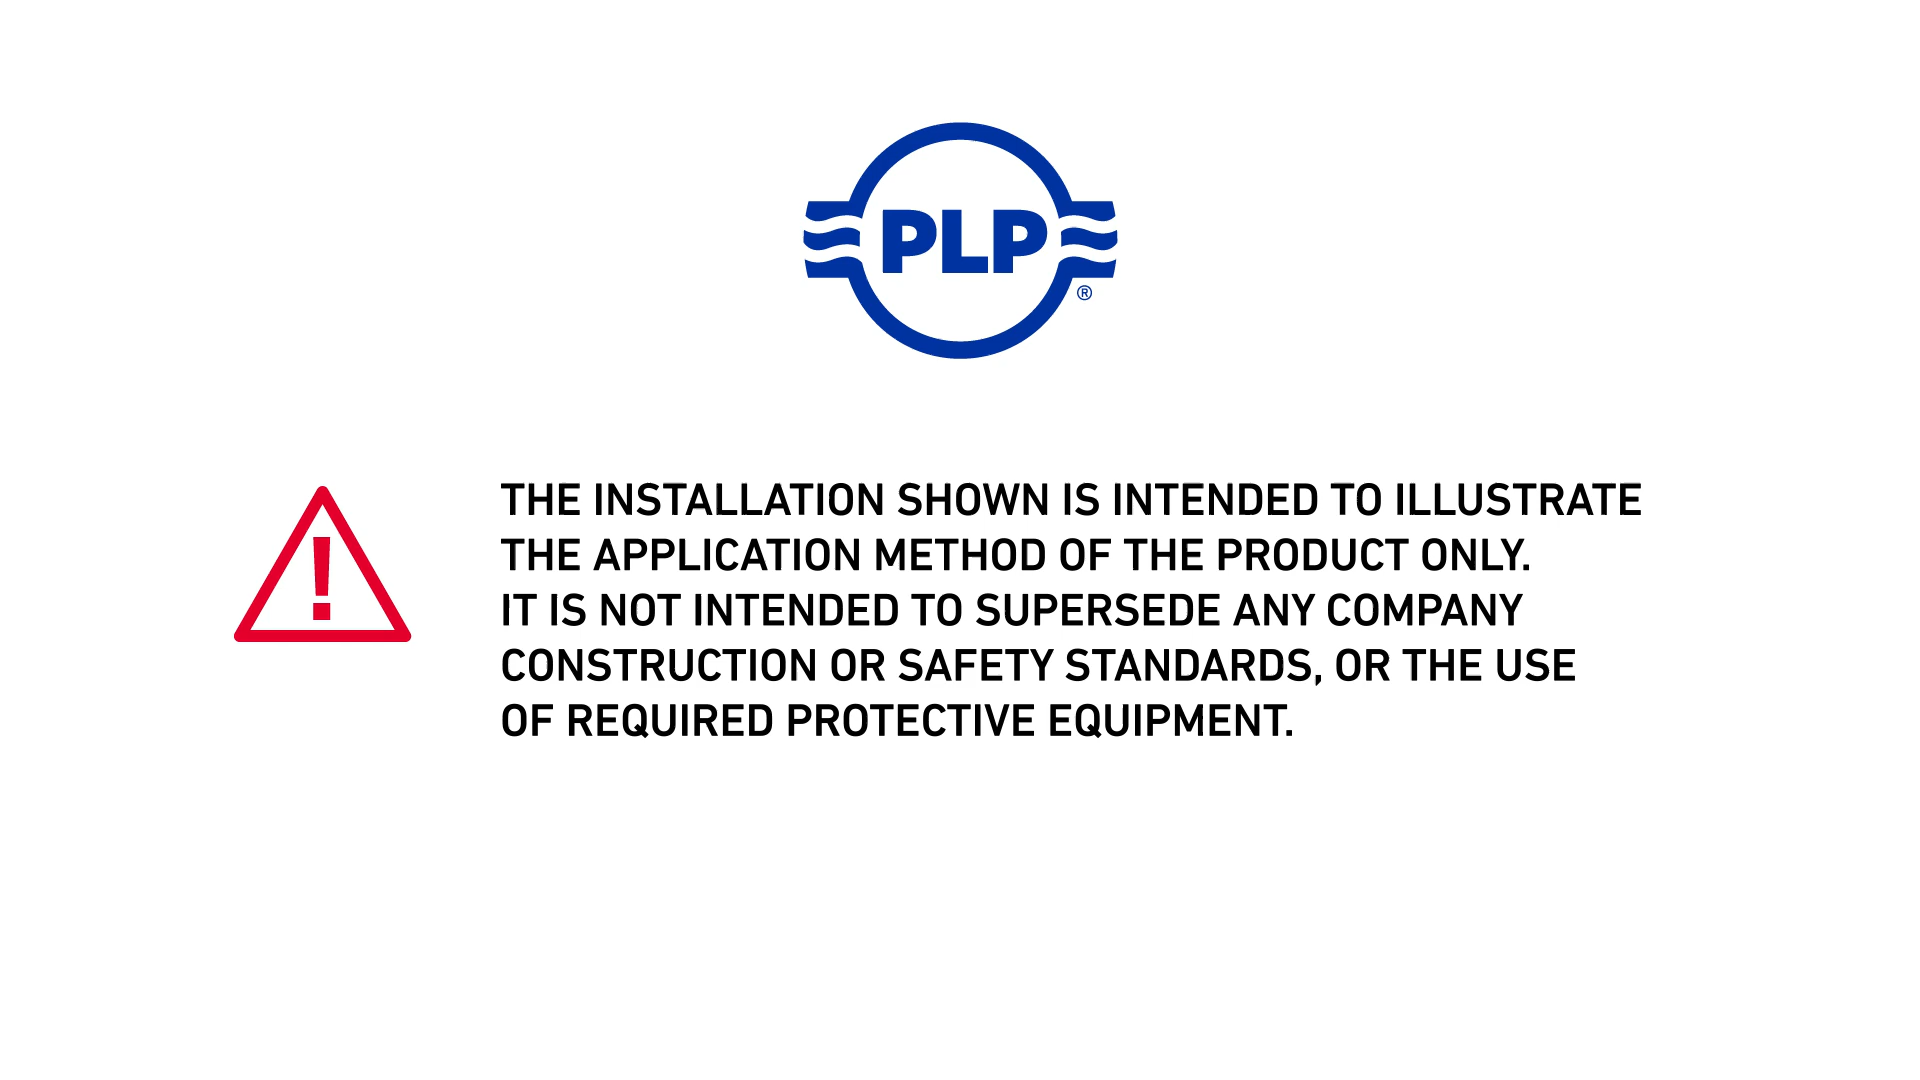 PLP
®
!
THE INSTALLATION SHOWN IS INTENDED TO ILLUSTRATE
THE APPLICATION METHOD OF THE PRODUCT ONLY.
IT IS NOT INTENDED TO SUPERSEDE ANY COMPANY
CONSTRUCTION OR SAFETY STANDARDS, OR THE USE
OF REQUIRED PROTECTIVE EQUIPMENT.